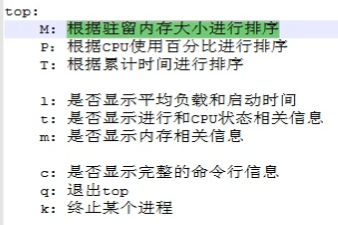 top:
M: 根据驻留内存大小进行排序
P: 根据CPU使用百分比进行排序
T: 根据累计时间进行排序
l: 是否显示平均负载和启动时间
t: 是否显示进行和CPU状态相关信息
m: 是否显示内存相关信息
c: 是否显示完整的命令行信息
q: 退出top
k: 终止某个进程